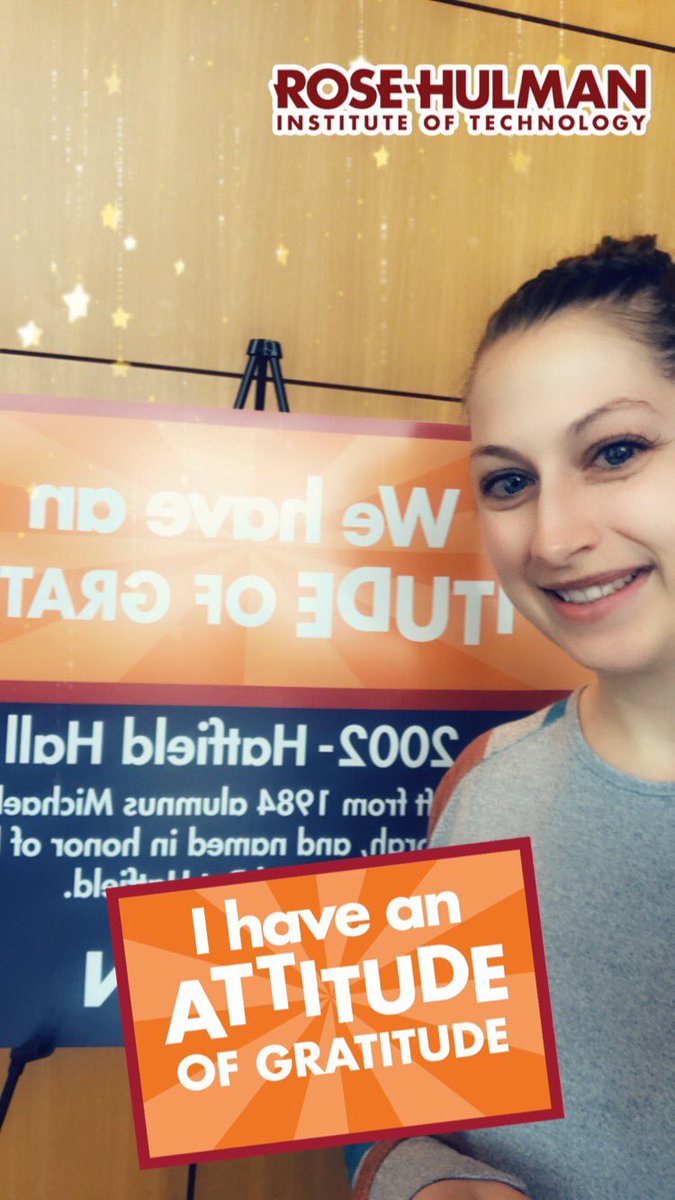 ROSE-HULMAN
INSTITUTE OF TECHNOLOGY
We have an
ITUDE OF GRAT
2002 - Hatfield Hall
ft from 1984 alumnus Michael
and named in honor of
Hatfield.
I have an
ATTITUDE
OF GRATITUDE